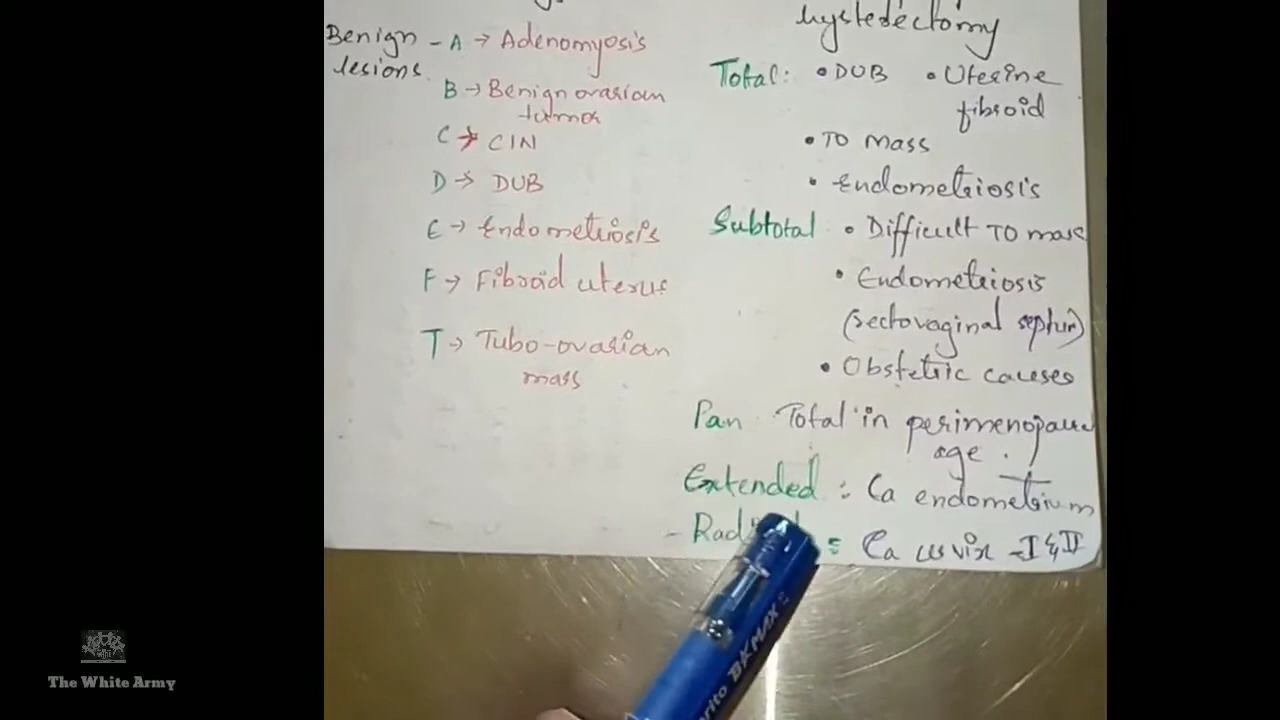 hystedectomy
Benign - A → Adenomyosis
lesions
B → Benign ovarian
tumor
C → CIN
D → DUB
E → Endometriosis
F → Fibroid uterus
T → Tubo-ovarian
mass
Total: • DUB • Uterine
fibroid
• TO mass
• Endometriosis
Subtotal • Difficult TO mass
• Endometriosis
(rectovaginal septum)
• Obstetric causes
Pan Total in perimenopausal
age.
Extended : Ca endometrium
- Rad : Ca cervix - I & II
BKMAX
The White Army